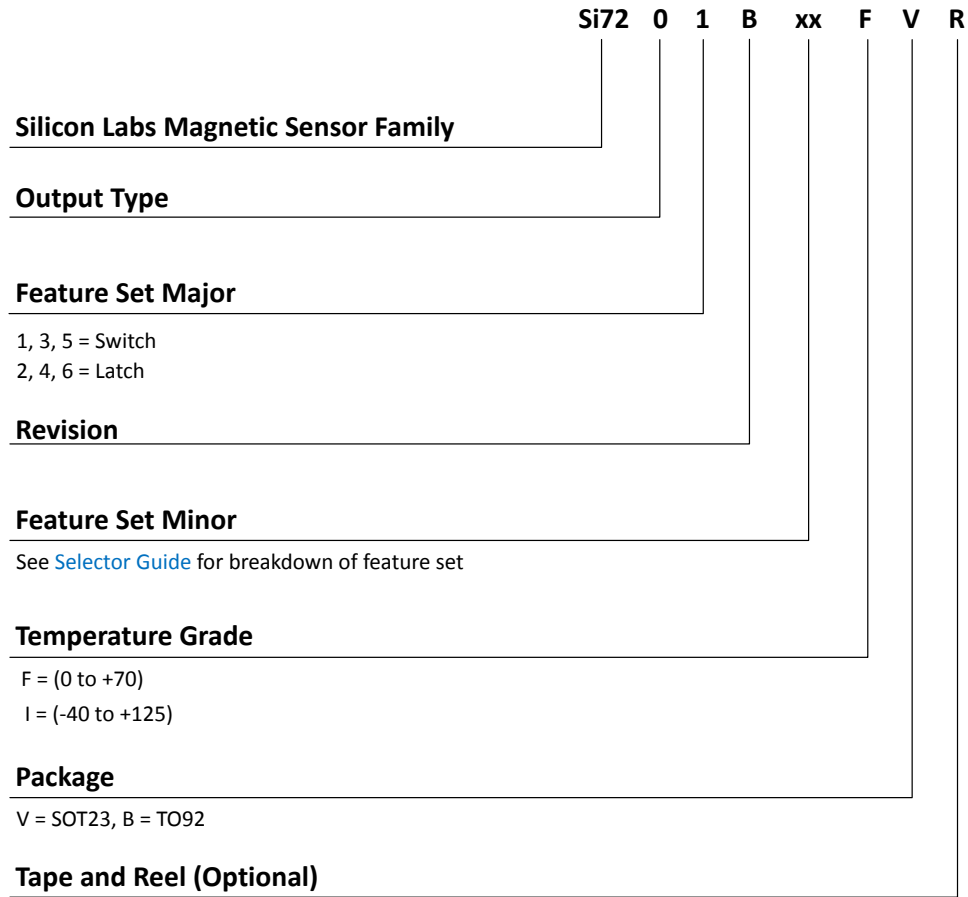 Si72 0 1 B xx F V R
Silicon Labs Magnetic Sensor Family
Output Type
Feature Set Major
1, 3, 5 = Switch
2, 4, 6 = Latch
Revision
Feature Set Minor
See Selector Guide for breakdown of feature set
Temperature Grade
F = (0 to +70)
I = (-40 to +125)
Package
V = SOT23, B = TO92
Tape and Reel (Optional)